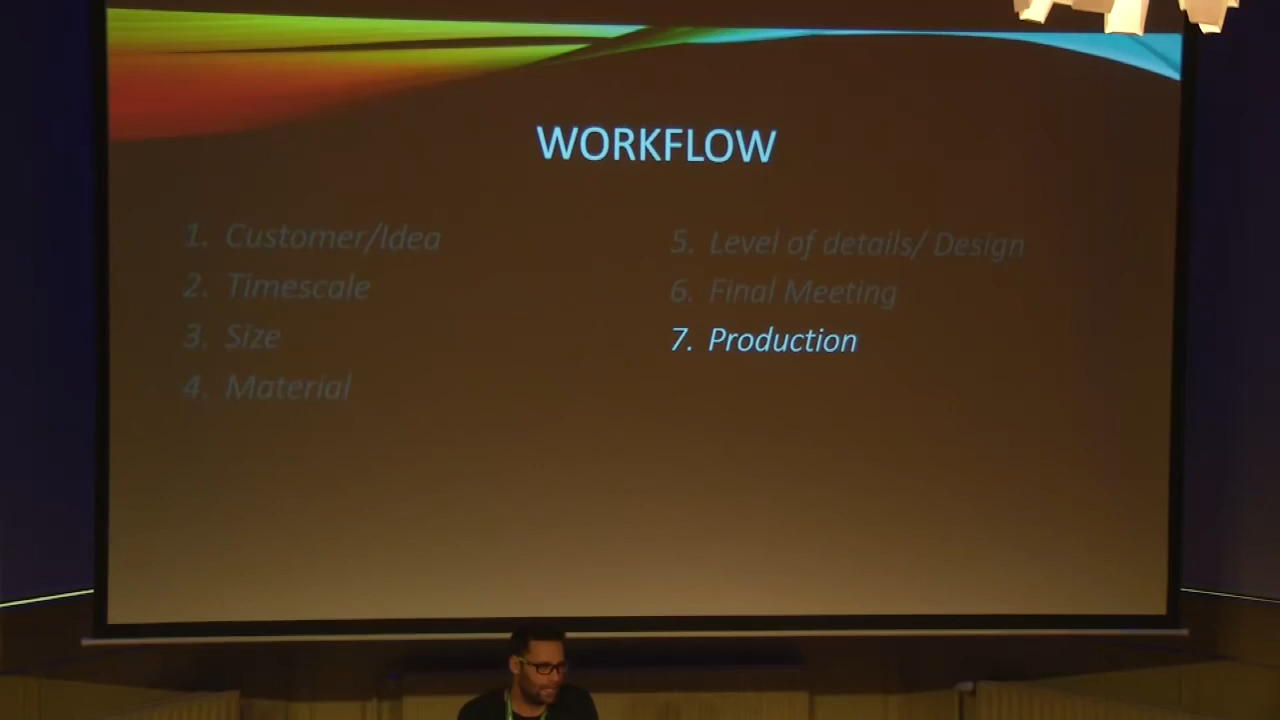 WORKFLOW
1. Customer/Idea
2. Timescale
3. Size
4. Material
5. Level of details/ Design
6. Final Meeting
7. Production